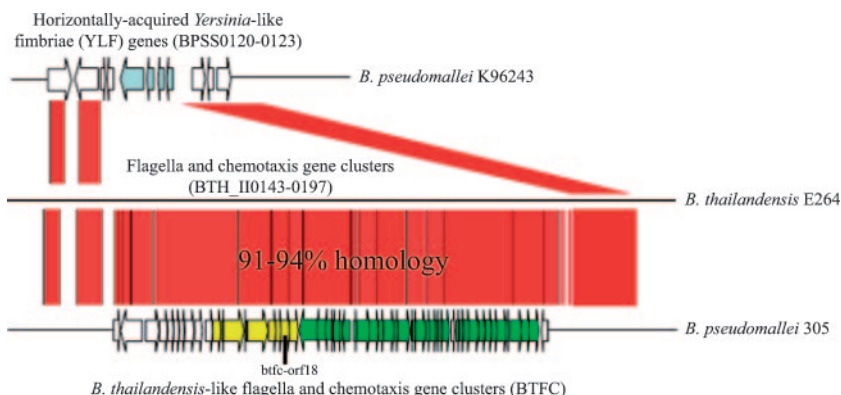 Horizontally-acquired Yersinia-like
fimbriae (YLF) genes (BPSS0120-0123)
B. pseudomallei K96243
Flagella and chemotaxis gene clusters
(BTH_II0143-0197)
B. thailandensis E264
91-94% homology
B. pseudomallei 305
btfc-orf18
B. thailandensis-like flagella and chemotaxis gene clusters (BTFC)